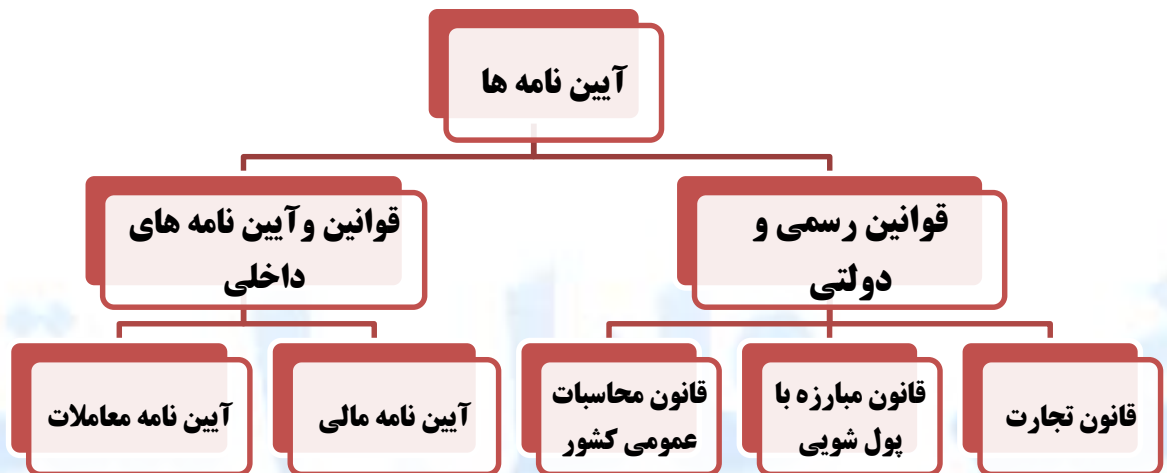 آیین نامه ها
قوانین رسمی و
دولتی
قوانین وآیین نامه های
داخلی
قانون تجارت
قانون مبارزه با
پول شویی
قانون محاسبات
عمومی کشور
آیین نامه مالی
آیین نامه معاملات